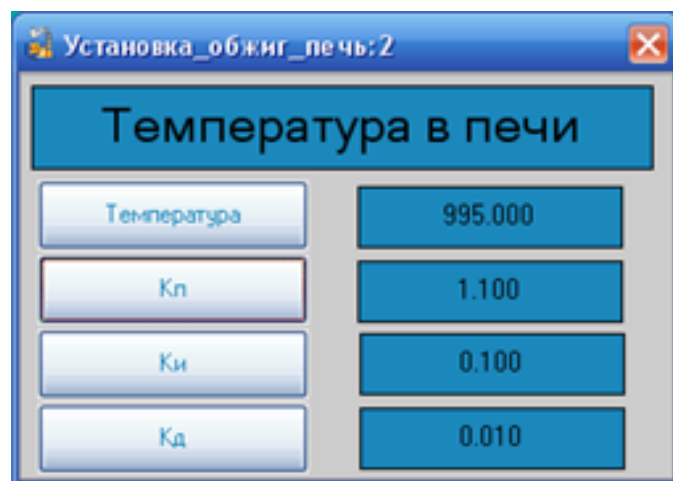 Установка_обжиг_печь:2
Температура в печи
Температура 995.000
Кп 1.100
Ки 0.100
Кд 0.010